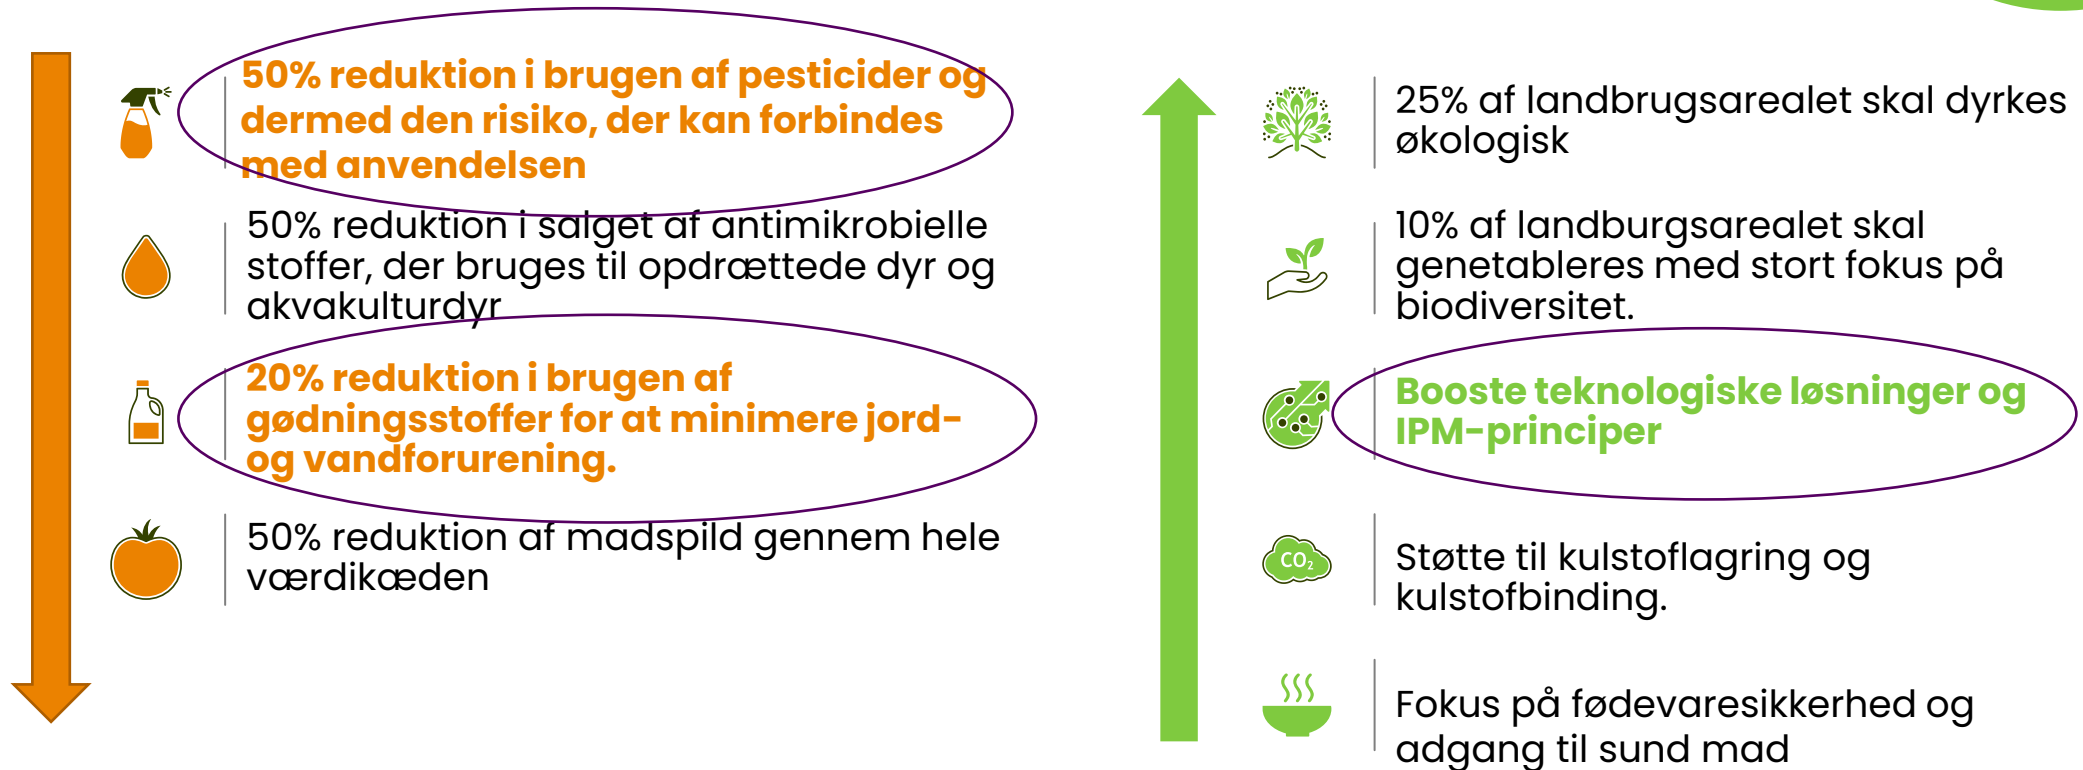 50% reduktion i brugen af pesticider og
dermed den risiko, der kan forbindes
med anvendelsen
50% reduktion i salget af antimikrobielle
stoffer, der bruges til opdrættede dyr og
akvakulturdyr
20% reduktion i brugen af
gødningsstoffer for at minimere jord-
og vandforurening.
50% reduktion af madspild gennem hele
værdikæden
25% af landbrugsarealet skal dyrkes
økologisk
10% af landburgsarealet skal
genetableres med stort fokus på
biodiversitet.
Booste teknologiske løsninger og
IPM-principer
CO₂
Støtte til kulstoflagring og
kulstofbinding.
Fokus på fødevaresikkerhed og
adgang til sund mad